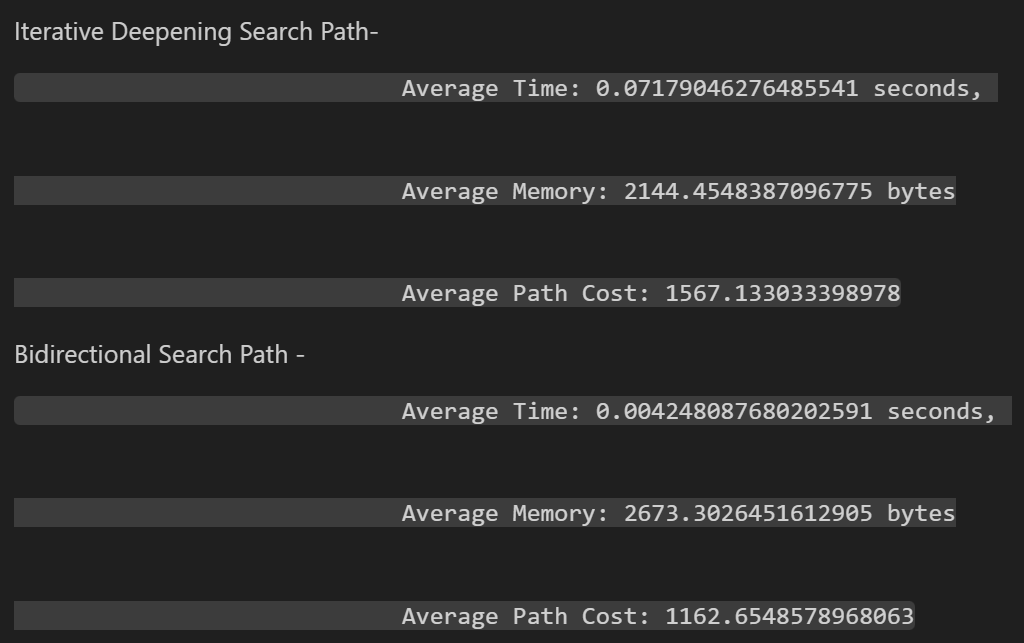 Iterative Deepening Search Path-
Average Time: 0.07179046276485541 seconds,
Average Memory: 2144.4548387096775 bytes
Average Path Cost: 1567.133033398978
Bidirectional Search Path -
Average Time: 0.004248087680202591 seconds,
Average Memory: 2673.3026451612905 bytes
Average Path Cost: 1162.6548578968063